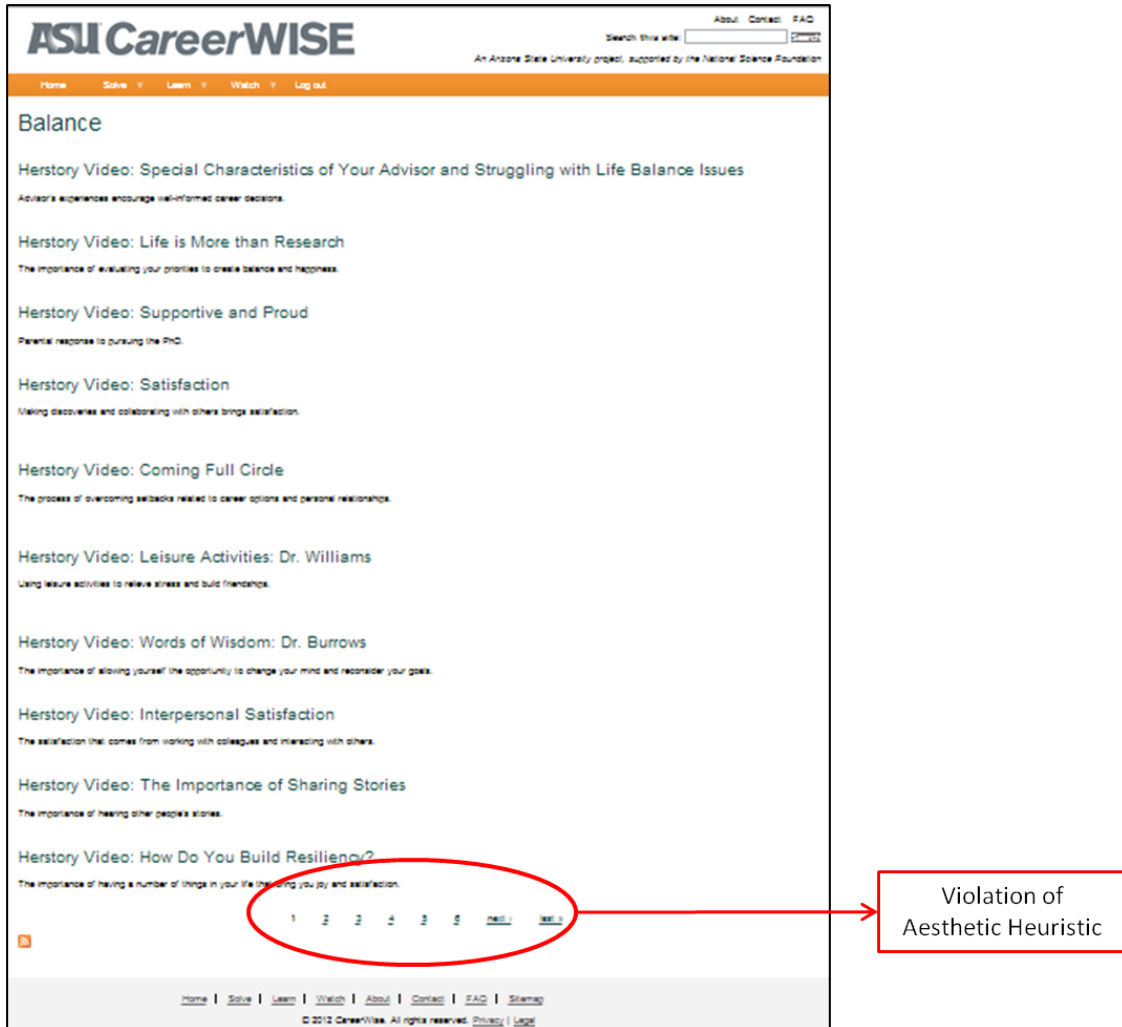 About Contact FAQ
ASU CareerWISE
Search this site:
An Arizona State University project, supported by the National Science Foundation
Home Solve Learn Watch Log out
Balance
Herstory Video: Special Characteristics of Your Advisor and Struggling with Life Balance Issues
Advisor's experiences encourage well-informed career decisions.
Herstory Video: Life is More than Research
The importance of evaluating your priorities to create balance and happiness.
Herstory Video: Supportive and Proud
Parental response to pursuing the PhD.
Herstory Video: Satisfaction
Making discoveries and collaborating with others brings satisfaction.
Herstory Video: Coming Full Circle
The process of overcoming setbacks related to career options and personal relationships.
Herstory Video: Leisure Activities: Dr. Williams
Using leisure activities to relieve stress and build friendships.
Herstory Video: Words of Wisdom: Dr. Burrows
The importance of allowing yourself the opportunity to change your mind and reconsider your goals.
Herstory Video: Interpersonal Satisfaction
The satisfaction that comes from working with colleagues and interacting with others.
Herstory Video: The Importance of Sharing Stories
The importance of hearing other people's stories.
Herstory Video: How Do You Build Resiliency?
The importance of having a number of things in your life that bring you joy and satisfaction.
1 2 3 4 5 6 next › last »
Violation of
Aesthetic Heuristic
Home | Solve | Learn | Watch | About | Contact | FAQ | Sitemap
© 2012 CareerWise. All rights reserved. Privacy | Legal